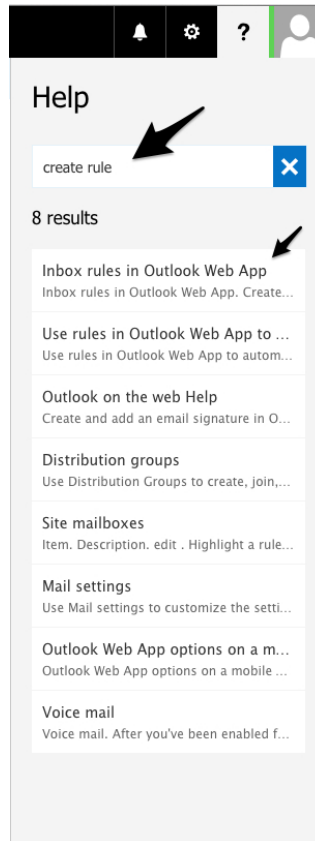 ?
Help
create rule
8 results
Inbox rules in Outlook Web App
Inbox rules in Outlook Web App. Create...
Use rules in Outlook Web App to ...
Use rules in Outlook Web App to autom...
Outlook on the web Help
Create and add an email signature in O...
Distribution groups
Use Distribution Groups to create, join,...
Site mailboxes
Item. Description. edit . Highlight a rule...
Mail settings
Use Mail settings to customize the setti...
Outlook Web App options on a m...
Outlook Web App options on a mobile ...
Voice mail
Voice mail. After you've been enabled f...